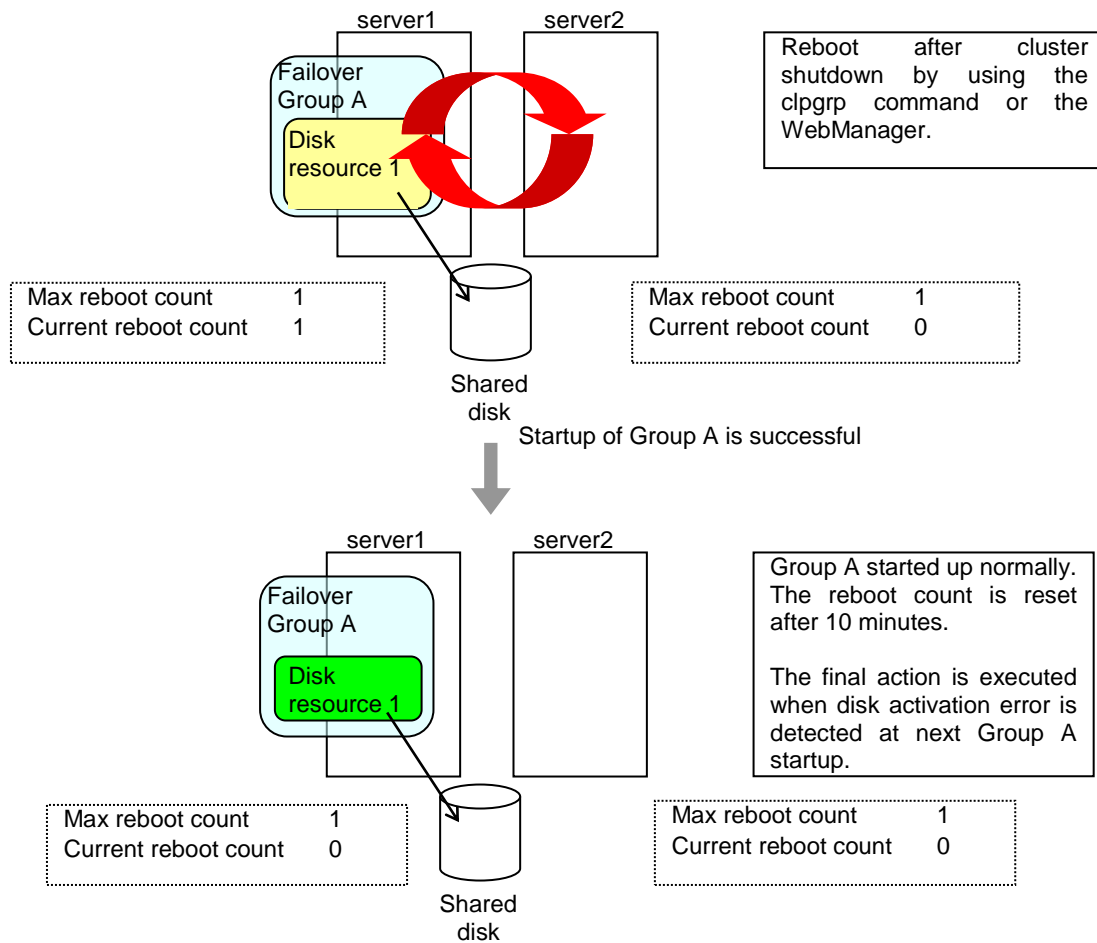 server1
server2
Failover
Group A
Disk
resource 1
Reboot after cluster
shutdown by using the
clpgrp command or the
WebManager.
Max reboot count 1
Current reboot count 1
Max reboot count 1
Current reboot count 0
Shared
disk
Startup of Group A is successful
server1
server2
Failover
Group A
Disk
resource 1
Group A started up normally.
The reboot count is reset
after 10 minutes.
The final action is executed
when disk activation error is
detected at next Group A
startup.
Max reboot count 1
Current reboot count 0
Max reboot count 1
Current reboot count 0
Shared
disk